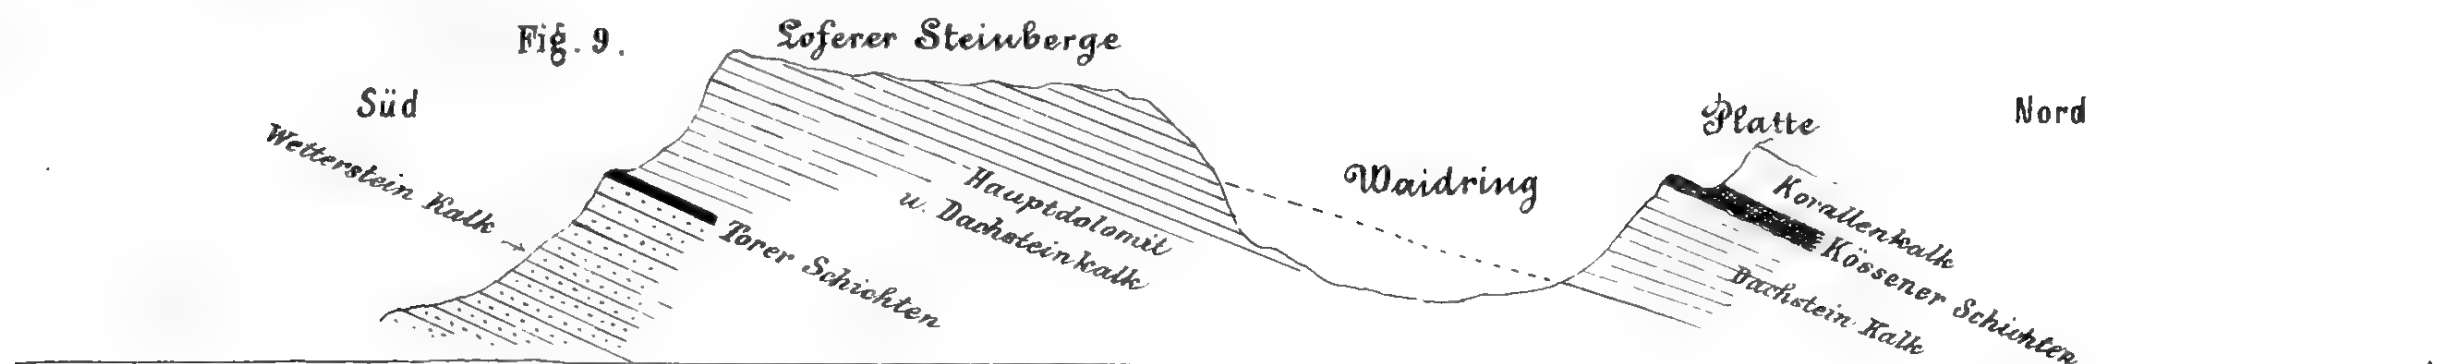 Fig. 9.
Loferer Steinberge
Süd
Platte
Nord
Wetterstein Kalk
Waidring
Hauptdolomit
u. Dachsteinkalk
Korallenkalk
Torer Schichten
Kössener Schichten
Dachstein Kalk